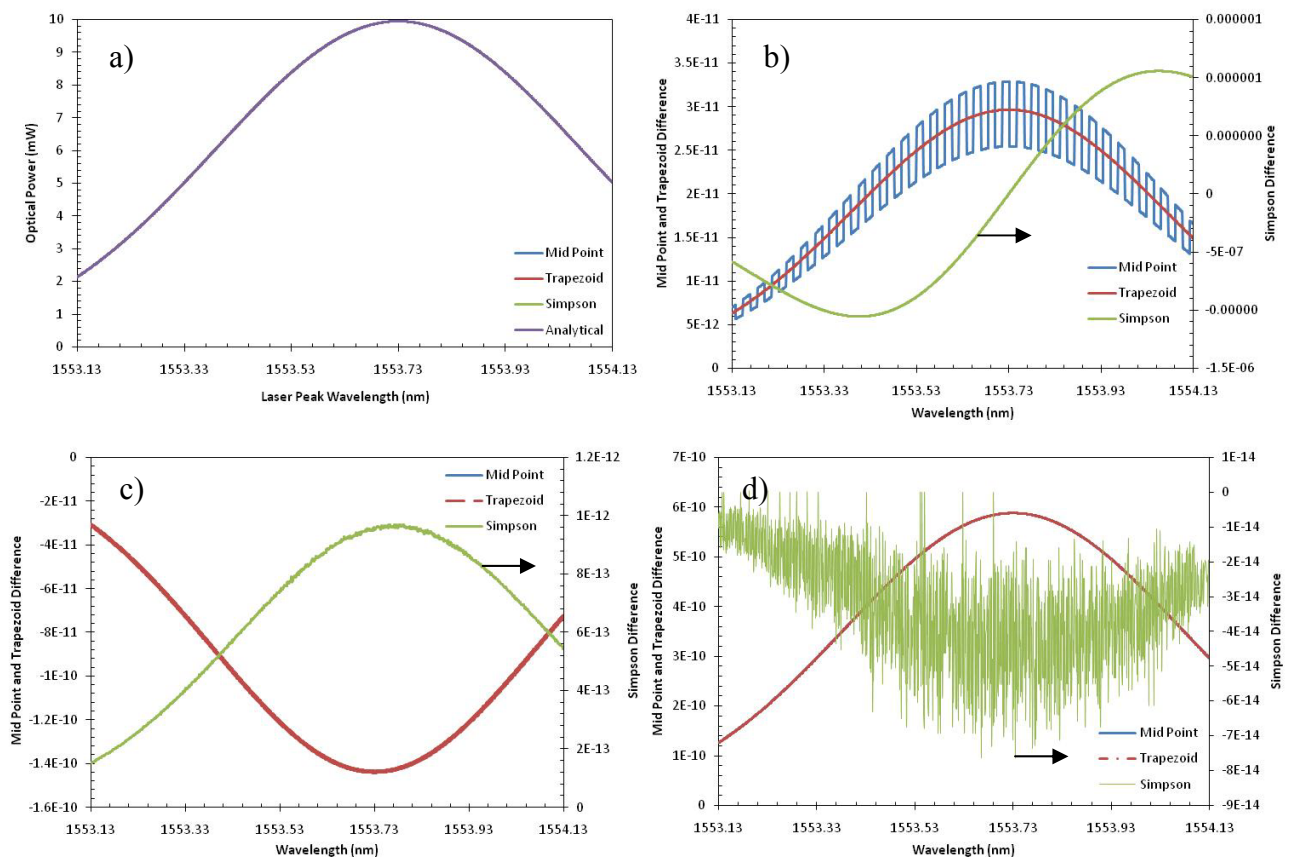 a)
Optical Power (mW)
10
9
8
7
6
5
4
3
2
1
0
1553.13 1553.33 1553.53 1553.73 1553.93 1554.13
Laser Peak Wavelength (nm)
Mid Point
Trapezoid
Simpson
Analytical
b)
Mid Point and Trapezoid Difference
4E-11
3.5E-11
3E-11
2.5E-11
2E-11
1.5E-11
1E-11
5E-12
0
0.000001
0.000001
0.000000
0
-5E-07
-0.00000
-1.5E-06
Simpson Difference
Mid Point
Trapezoid
Simpson
1553.13 1553.33 1553.53 1553.73 1553.93 1554.13
Wavelength (nm)
c)
Mid Point and Trapezoid Difference
0
-2E-11
-4E-11
-6E-11
-8E-11
-1E-10
-1.2E-10
-1.4E-10
-1.6E-10
1.2E-12
1E-12
8E-13
6E-13
4E-13
2E-13
0
Simpson Difference
Mid Point
Trapezoid
Simpson
1553.13 1553.33 1553.53 1553.73 1553.93 1554.13
Wavelength (nm)
d)
Mid Point and Trapezoid Difference
7E-10
6E-10
5E-10
4E-10
3E-10
2E-10
1E-10
0
1E-14
0
-1E-14
-2E-14
-3E-14
-4E-14
-5E-14
-6E-14
-7E-14
-8E-14
-9E-14
Simpson Difference
Mid Point
Trapezoid
Simpson
1553.13 1553.33 1553.53 1553.73 1553.93 1554.13
Wavelength (nm)